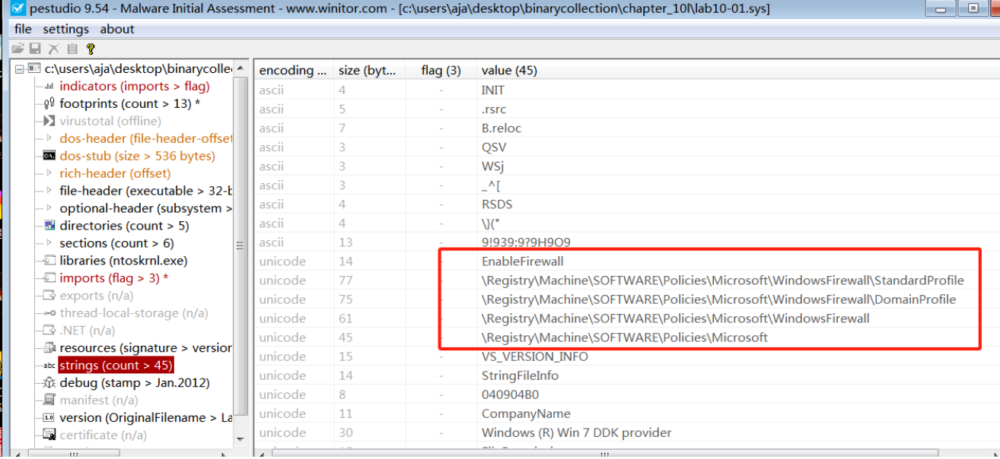 pestudio 9.54 - Malware Initial Assessment - www.winitor.com - [c:\users\aja\desktop\binarycollection\chapter_10l\lab10-01.sys]
file settings about
c:\users\aja\desktop\binarycolle
indicators (imports > flag)
footprints (count > 13) *
virustotal (offline)
dos-header (file-header-offset
dos-stub (size > 536 bytes)
rich-header (offset)
file-header (executable > 32-b
optional-header (subsystem >
directories (count > 5)
sections (count > 6)
libraries (ntoskrnl.exe)
imports (flag > 3) *
exports (n/a)
thread-local-storage (n/a)
.NET (n/a)
resources (signature > version
abc strings (count > 45)
debug (stamp > Jan.2012)
manifest (n/a)
1.0 version (OriginalFilename > La
certificate (n/a)
encoding ... size (byt... flag (3) value (45)
ascii 4 - INIT
ascii 5 - .rsrc
ascii 7 - B.reloc
ascii 3 - QSV
ascii 3 - WSj
ascii 3 - _^[
ascii 4 - RSDS
ascii 4 - \}("
ascii 13 - 9!939;9?9H9O9
unicode 14 - EnableFirewall
unicode 77 - \Registry\Machine\SOFTWARE\Policies\Microsoft\WindowsFirewall\StandardProfile
unicode 75 - \Registry\Machine\SOFTWARE\Policies\Microsoft\WindowsFirewall\DomainProfile
unicode 61 - \Registry\Machine\SOFTWARE\Policies\Microsoft\WindowsFirewall
unicode 45 - \Registry\Machine\SOFTWARE\Policies\Microsoft
unicode 15 - VS_VERSION_INFO
unicode 14 - StringFileInfo
unicode 8 - 040904B0
unicode 11 - CompanyName
unicode 30 - Windows (R) Win 7 DDK provider